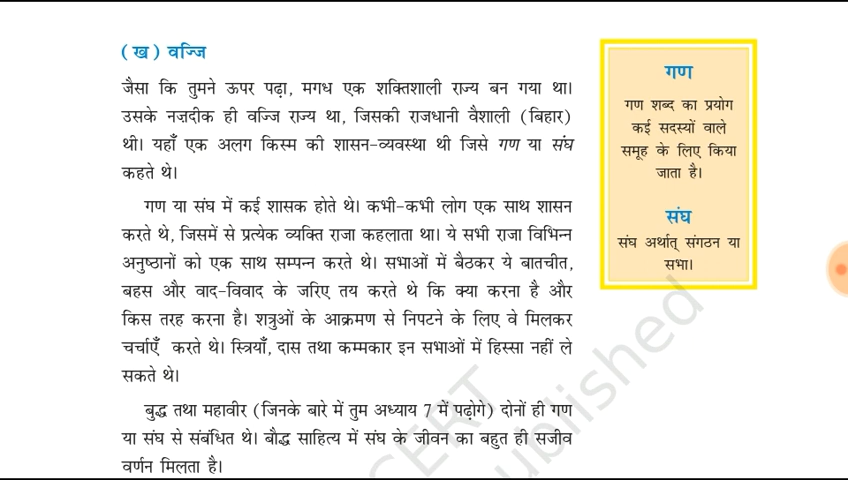 (ख) वज्जि
जैसा कि तुमने ऊपर पढ़ा, मगध एक शक्तिशाली राज्य बन गया था।
उसके नज़दीक ही वज्जि राज्य था, जिसकी राजधानी वैशाली (बिहार)
थी। यहाँ एक अलग किस्म की शासन-व्यवस्था थी जिसे गण या संघ
कहते थे।
गण या संघ में कई शासक होते थे। कभी-कभी लोग एक साथ शासन
करते थे, जिसमें से प्रत्येक व्यक्ति राजा कहलाता था। ये सभी राजा विभिन्न
अनुष्ठानों को एक साथ सम्पन्न करते थे। सभाओं में बैठकर ये बातचीत,
बहस और वाद-विवाद के जरिए तय करते थे कि क्या करना है और
किस तरह करना है। शत्रुओं के आक्रमण से निपटने के लिए वे मिलकर
चर्चाएँ करते थे। स्त्रियाँ, दास तथा कम्मकार इन सभाओं में हिस्सा नहीं ले
सकते थे।
बुद्ध तथा महावीर (जिनके बारे में तुम अध्याय 7 में पढ़ोगे) दोनों ही गण
या संघ से संबंधित थे। बौद्ध साहित्य में संघ के जीवन का बहुत ही सजीव
वर्णन मिलता है।
गण
गण शब्द का प्रयोग
कई सदस्यों वाले
समूह के लिए किया
जाता है।
संघ
संघ अर्थात् संगठन या
सभा।
CERT
published